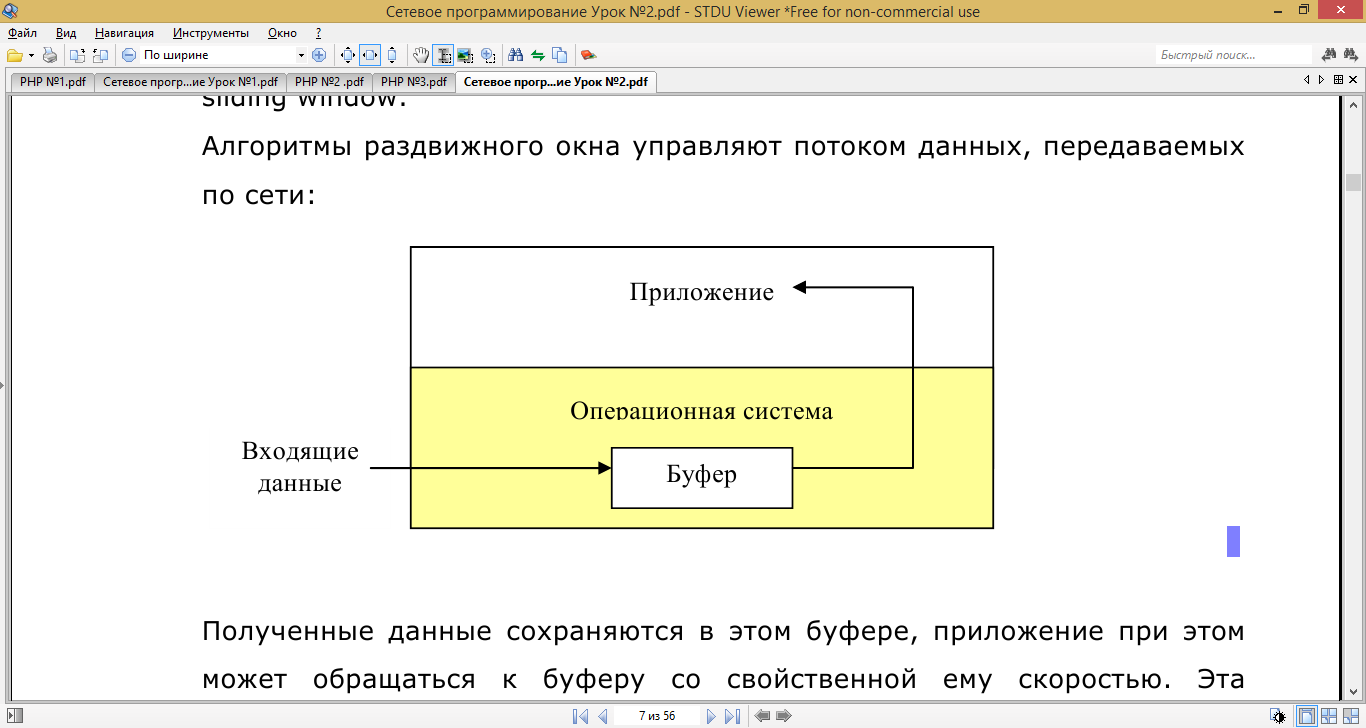 Сетевое программирование Урок №2.pdf - STDU Viewer *Free for non-commercial use
Файл Вид Навигация Инструменты Окно ?
По ширине
Быстрый поиск...
PHP №1.pdf Сетевое прогр...ие Урок №1.pdf PHP №2 .pdf PHP №3.pdf Сетевое прогр...ие Урок №2.pdf
sliding window.
Алгоритмы раздвижного окна управляют потоком данных, передаваемых
по сети:
Приложение
Операционная система
Входящие
данные
Буфер
Полученные данные сохраняются в этом буфере, приложение при этом
может обращаться к буферу со свойственной ему скоростью. Эта
7 из 56